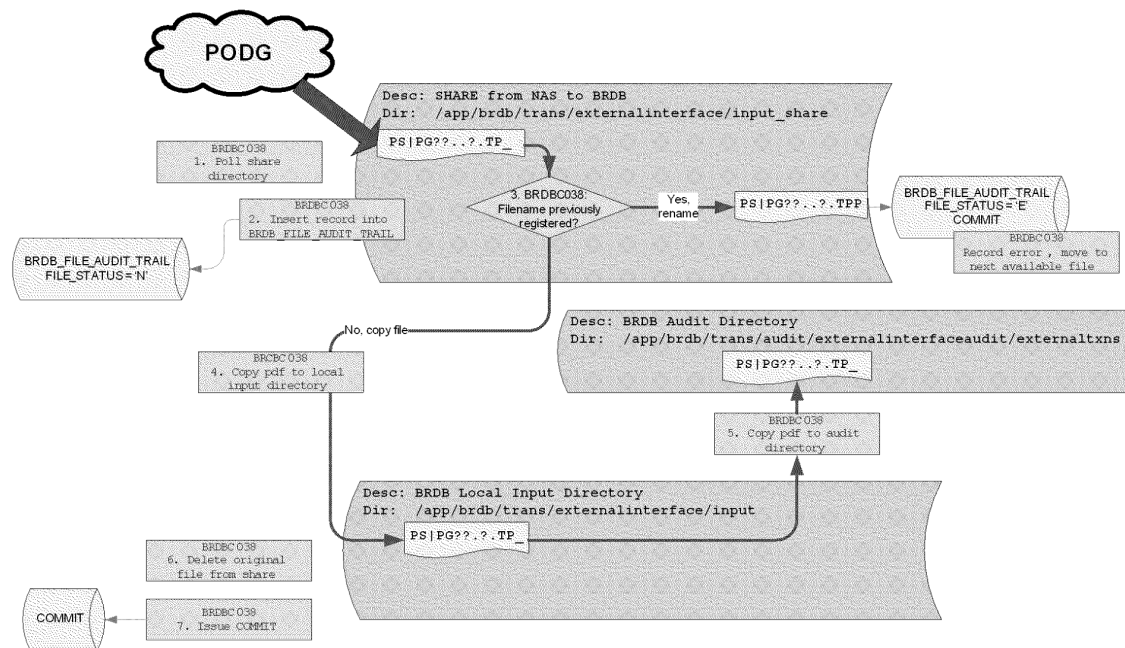 PODG
Desc: SHARE from NAS to BRDB
Dir: /app/brdb/trans/externalinterface/input_share
PS|PG??..?.TP_
BRDBC038
1. Poll share
directory
3. BRDBC038:
Filename previously
registered?
Yes,
rename
PS|PG??..?.TPP
BRDB_FILE_AUDIT_TRAIL
FILE_STATUS = 'E'
COMMIT
BRDBC038
2. Insert record into
BRDB_FILE_AUDIT_TRAIL
BRDBC038
Record error , move to
next available file
BRDB_FILE_AUDIT_TRAIL
FILE_STATUS = 'N'
No, copy file
Desc: BRDB Audit Directory
Dir: /app/brdb/trans/audit/externalinterfaceaudit/externaltxns
PS|PG??..?.TP_
BRCBC038
4. Copy pdf to local
input directory
BRDBC038
5. Copy pdf to audit
directory
Desc: BRDB Local Input Directory
Dir: /app/brdb/trans/externalinterface/input
PS|PG??.?.TP_
BRDBC038
6. Delete original
file from share
BRDBC038
7. Issue COMMIT
COMMIT